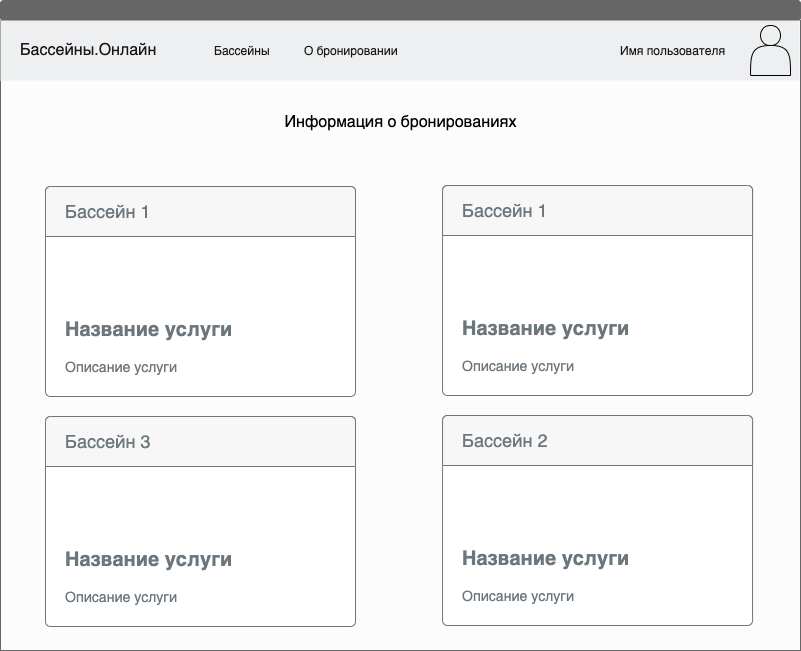 Бассейны.Онлайн
Бассейны
О бронировании
Имя пользователя
Информация о бронированиях
Бассейн 1
Название услуги
Описание услуги
Бассейн 1
Название услуги
Описание услуги
Бассейн 3
Название услуги
Описание услуги
Бассейн 2
Название услуги
Описание услуги